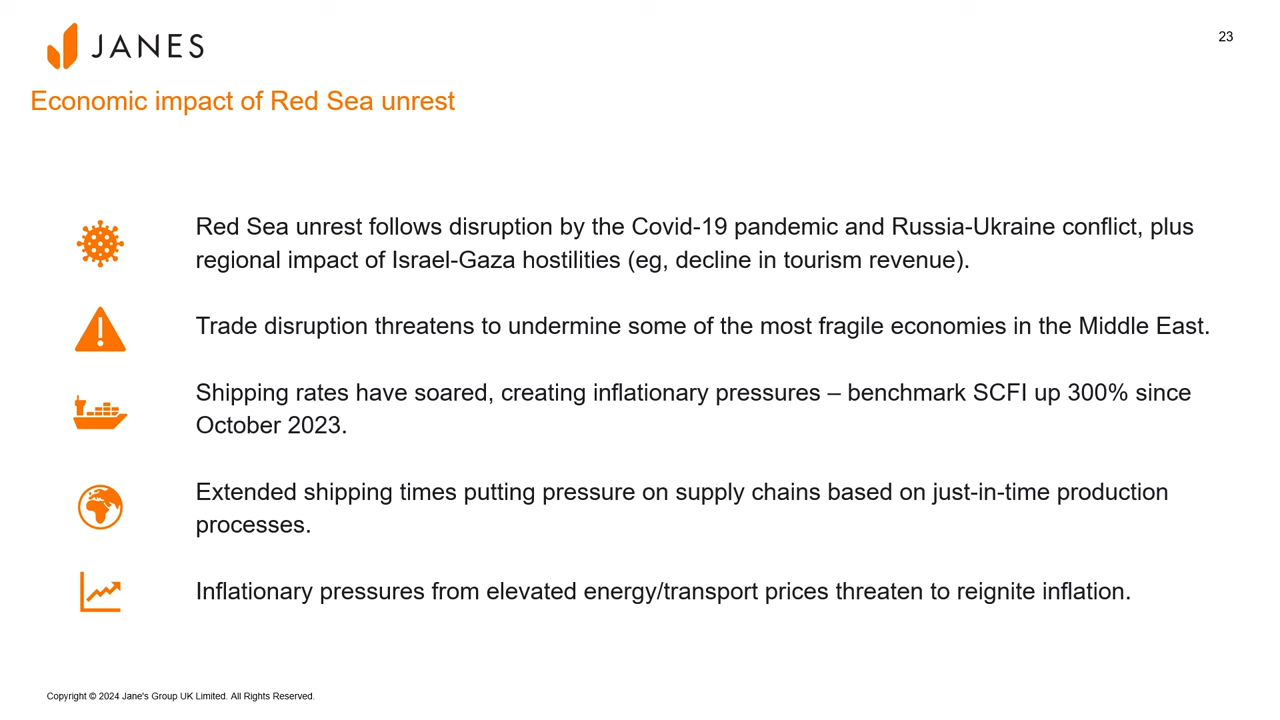 JANES
23
Economic impact of Red Sea unrest
Red Sea unrest follows disruption by the Covid-19 pandemic and Russia-Ukraine conflict, plus
regional impact of Israel-Gaza hostilities (eg, decline in tourism revenue).
Trade disruption threatens to undermine some of the most fragile economies in the Middle East.
Shipping rates have soared, creating inflationary pressures – benchmark SCFI up 300% since
October 2023.
Extended shipping times putting pressure on supply chains based on just-in-time production
processes.
Inflationary pressures from elevated energy/transport prices threaten to reignite inflation.
Copyright © 2024 Jane's Group UK Limited. All Rights Reserved.